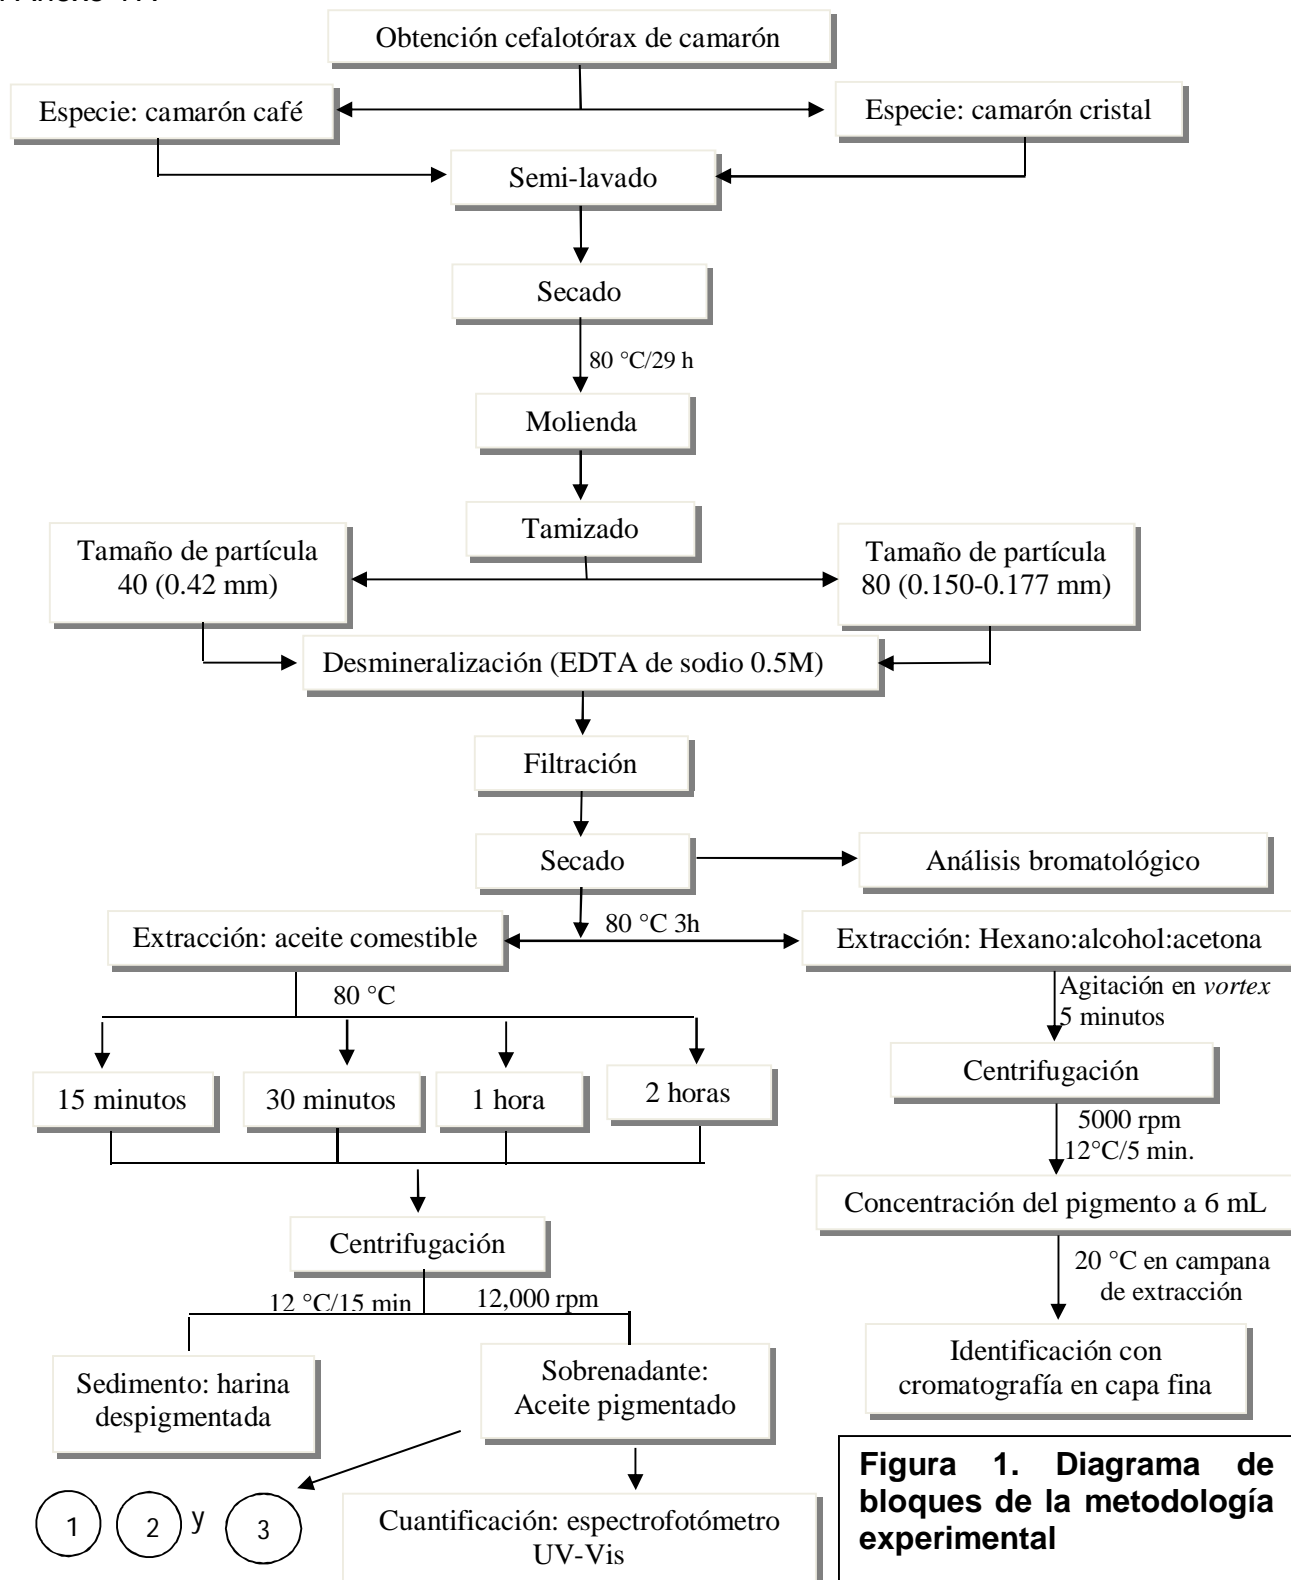 Obtención cefalotórax de camarón
Especie: camarón café
Especie: camarón cristal
Semi-lavado
Secado
80 °C/29 h
Molienda
Tamizado
Tamaño de partícula
40 (0.42 mm)
Tamaño de partícula
80 (0.150-0.177 mm)
Desmineralización (EDTA de sodio 0.5M)
Filtración
Secado
Análisis bromatológico
80 °C 3h
Extracción: aceite comestible
Extracción: Hexano:alcohol:acetona
80 °C
Agitación en vortex
5 minutos
15 minutos
30 minutos
1 hora
2 horas
Centrifugación
5000 rpm
12°C/5 min.
Concentración del pigmento a 6 mL
20 °C en campana
de extracción
Identificación con
cromatografía en capa fina
Centrifugación
12 °C/15 min
12,000 rpm
Sedimento: harina
despigmentada
Sobrenadante:
Aceite pigmentado
1
2
y
3
Cuantificación: espectrofotómetro
UV-Vis
Figura 1. Diagrama de
bloques de la metodología
experimental